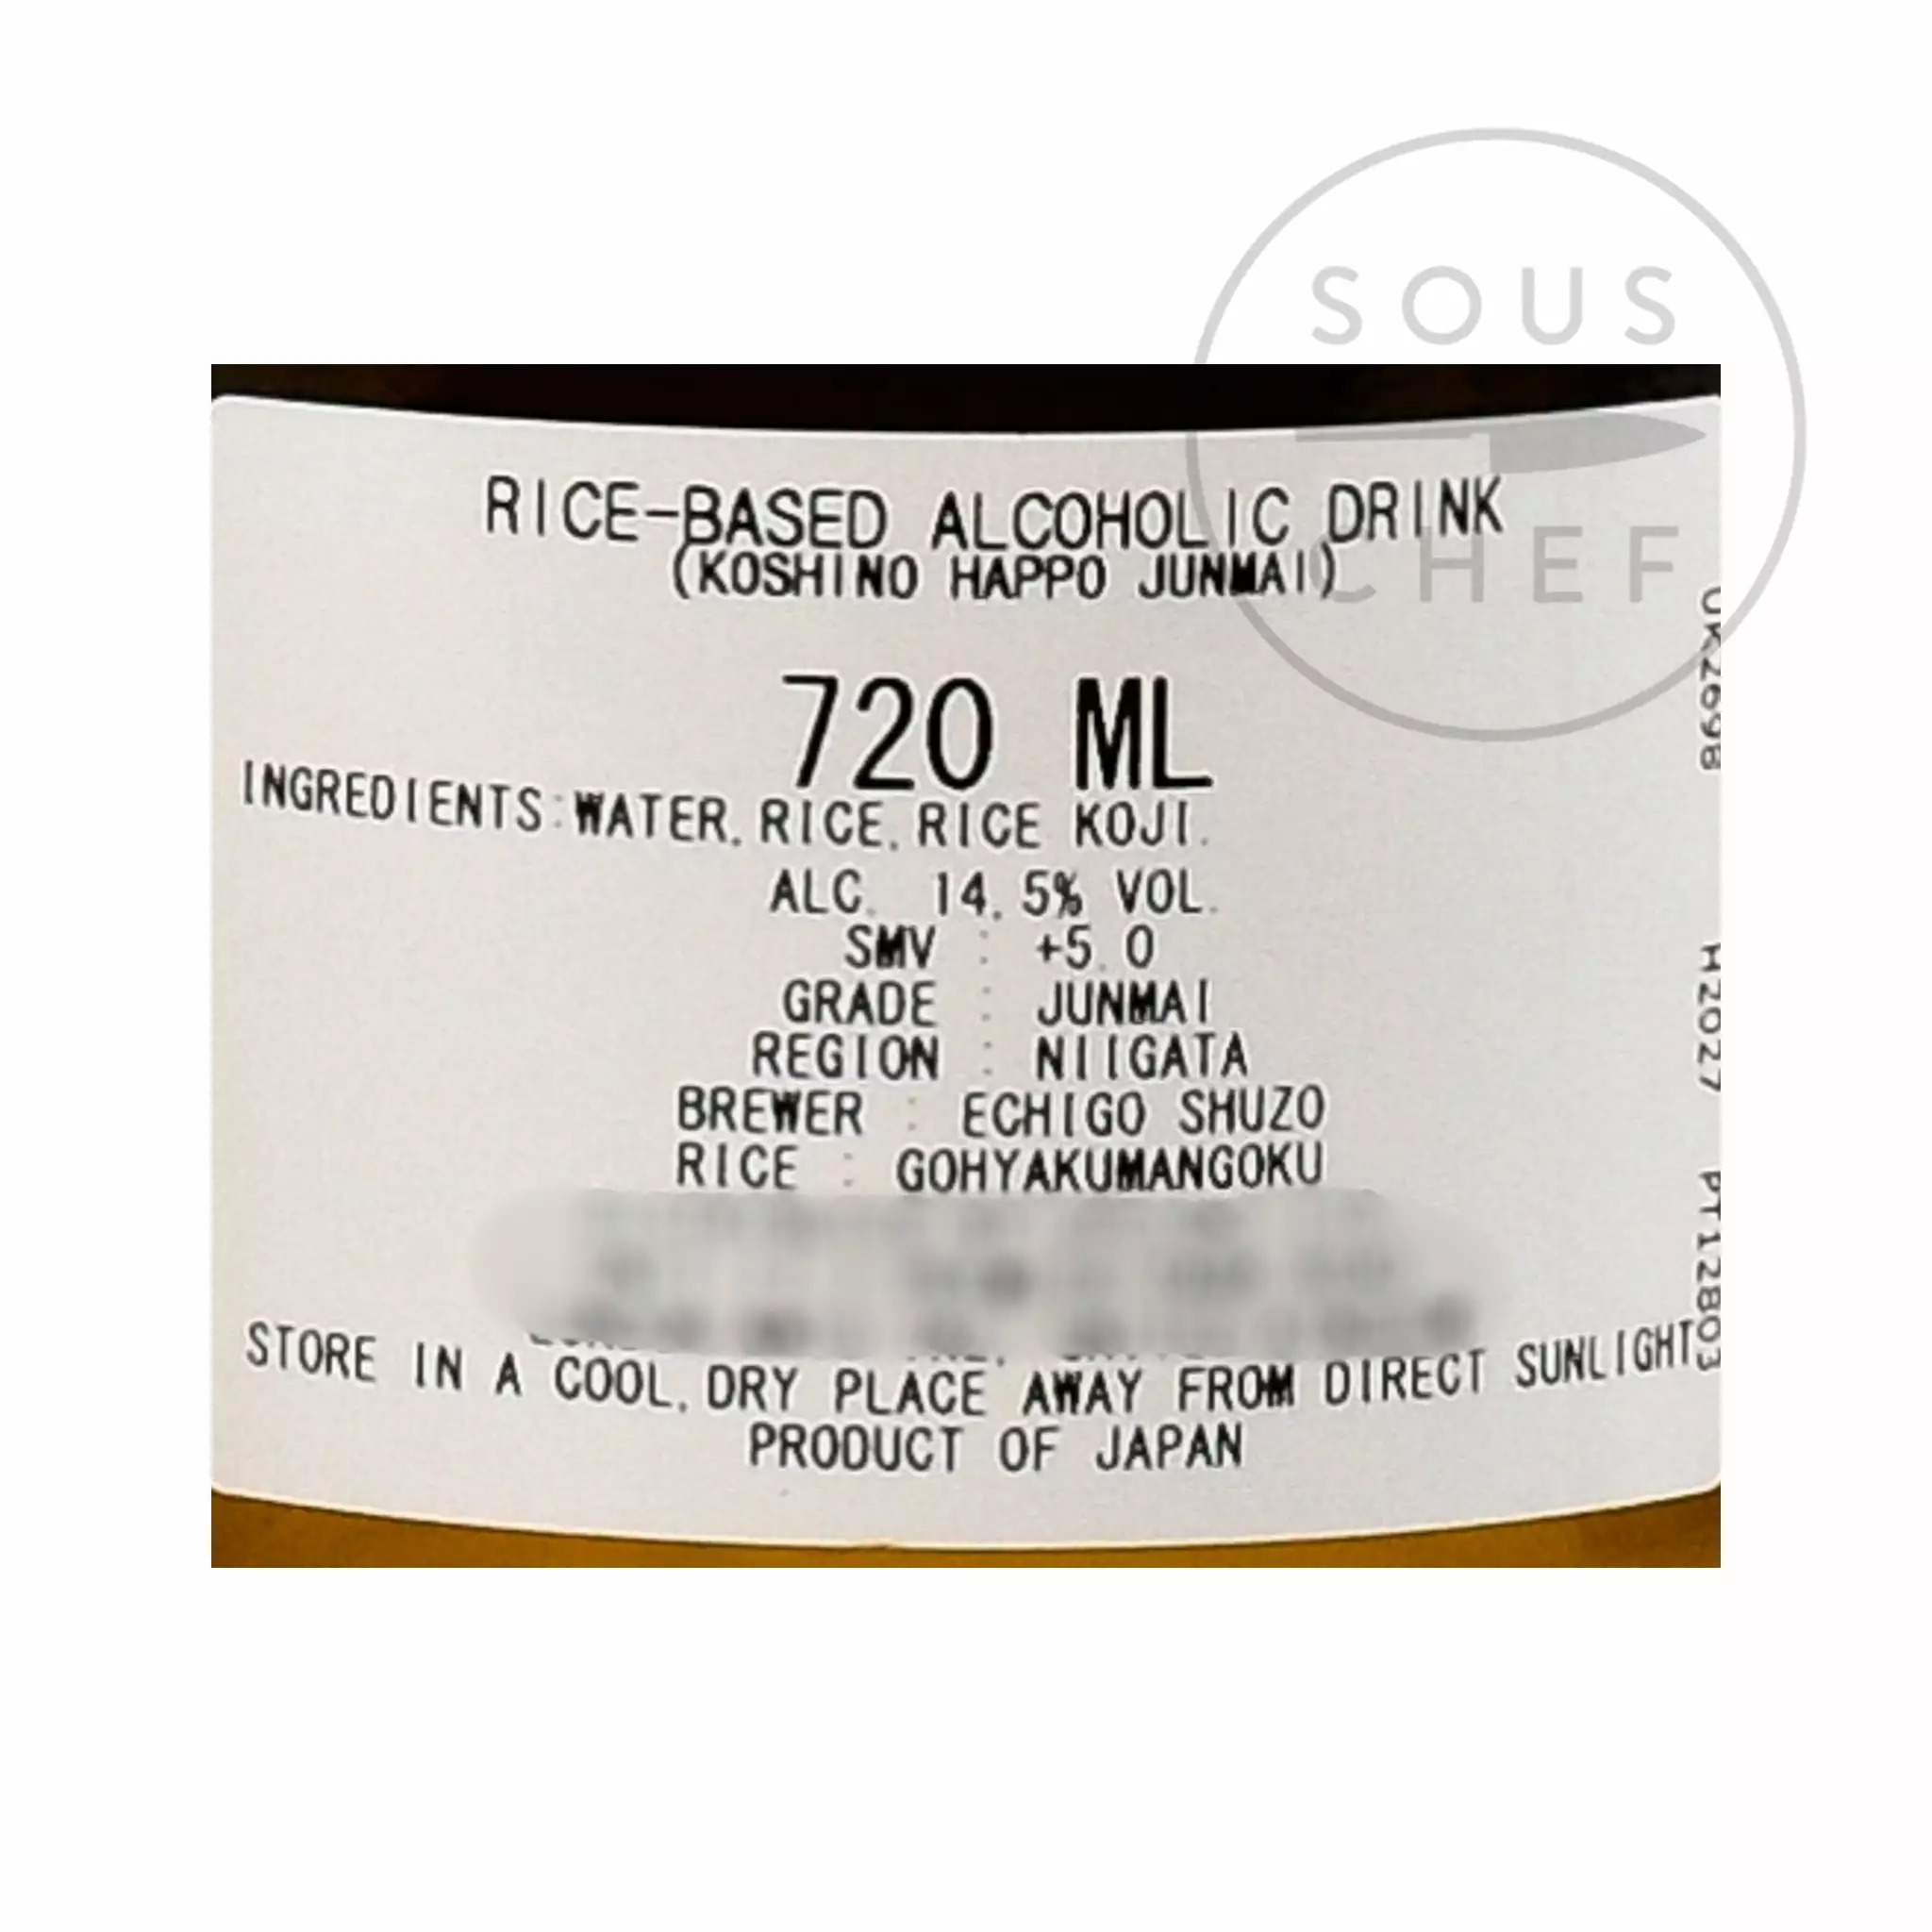 SOUS
CHEF
RICE-BASED ALCOHOLIC DRINK
(KOSHINO HAPPO JUNMAI)
720 ML
INGREDIENTS:WATER,RICE,RICE KOJI.
ALC. 14.5% VOL.
SMV : +5.0
GRADE : JUNMAI
REGION : NIIGATA
BREWER : ECHIGO SHUZO
RICE : GOHYAKUMANGOKU
STORE IN A COOL,DRY PLACE AWAY FROM DIRECT SUNLIGHT
PRODUCT OF JAPAN
UK2698 H2027 PT12803